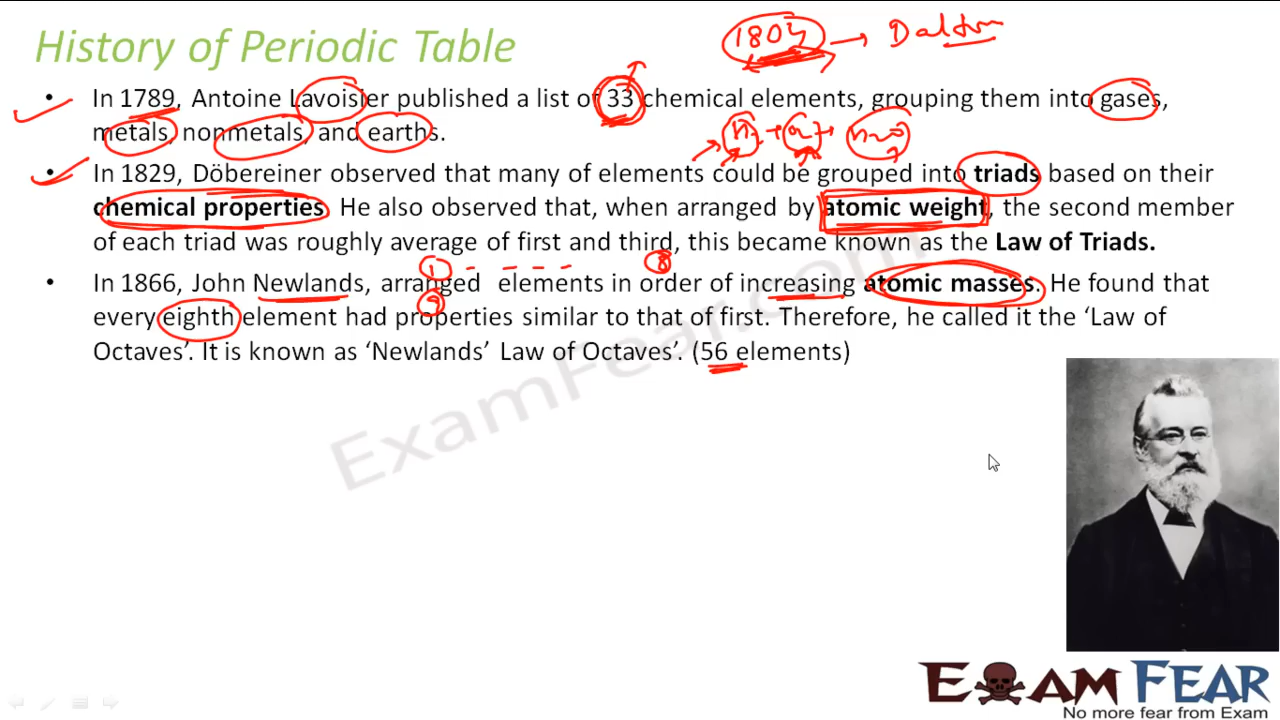 History of Periodic Table
1804 → Dalton
• In 1789, Antoine Lavoisier published a list of 33 chemical elements, grouping them into gases,
metals, nonmetals, and earths.
• In 1829, Döbereiner observed that many of elements could be grouped into triads based on their
chemical properties. He also observed that, when arranged by atomic weight, the second member
of each triad was roughly average of first and third, this became known as the Law of Triads.
1 8
• In 1866, John Newlands, arranged elements in order of increasing atomic masses. He found that
9
every eighth element had properties similar to that of first. Therefore, he called it the ‘Law of
Octaves’. It is known as ‘Newlands’ Law of Octaves’. (56 elements)
ExamFear.com
EXAM FEAR
No more fear from Exam